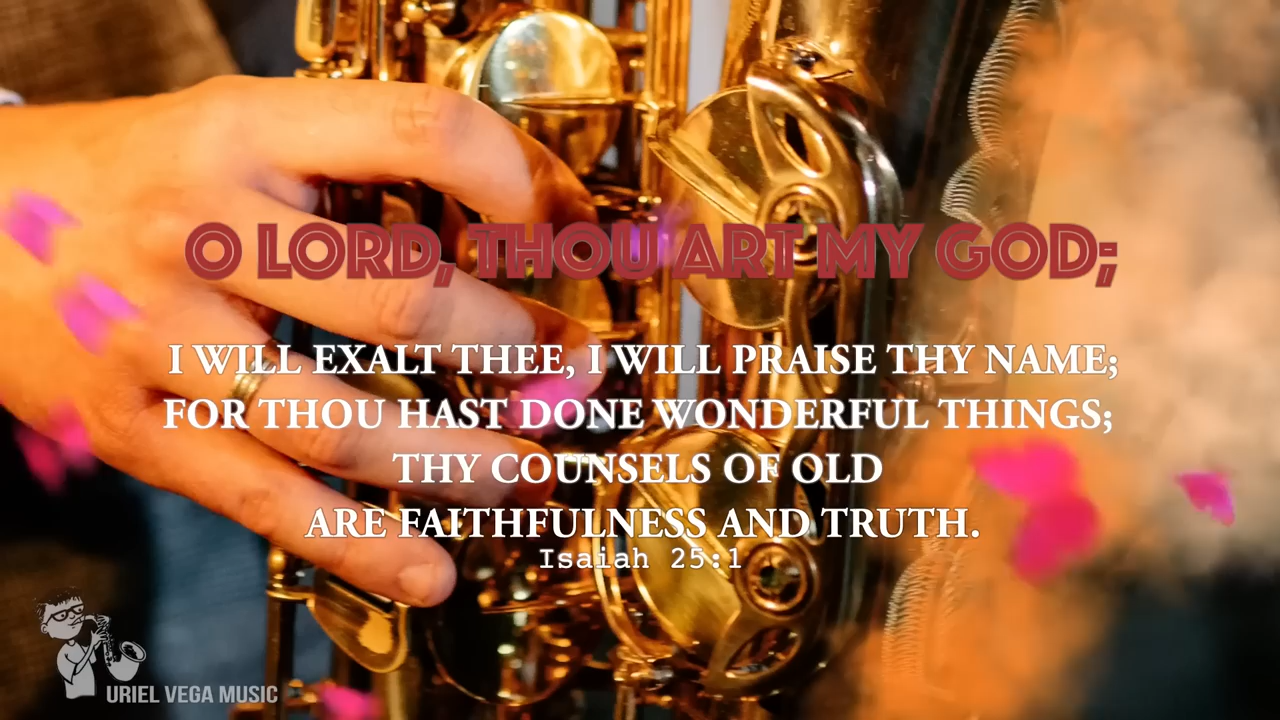 O LORD, THOU ART MY GOD;
I WILL EXALT THEE, I WILL PRAISE THY NAME;
FOR THOU HAST DONE WONDERFUL THINGS;
THY COUNSELS OF OLD
ARE FAITHFULNESS AND TRUTH.
Isaiah 25:1
URIEL VEGA MUSIC